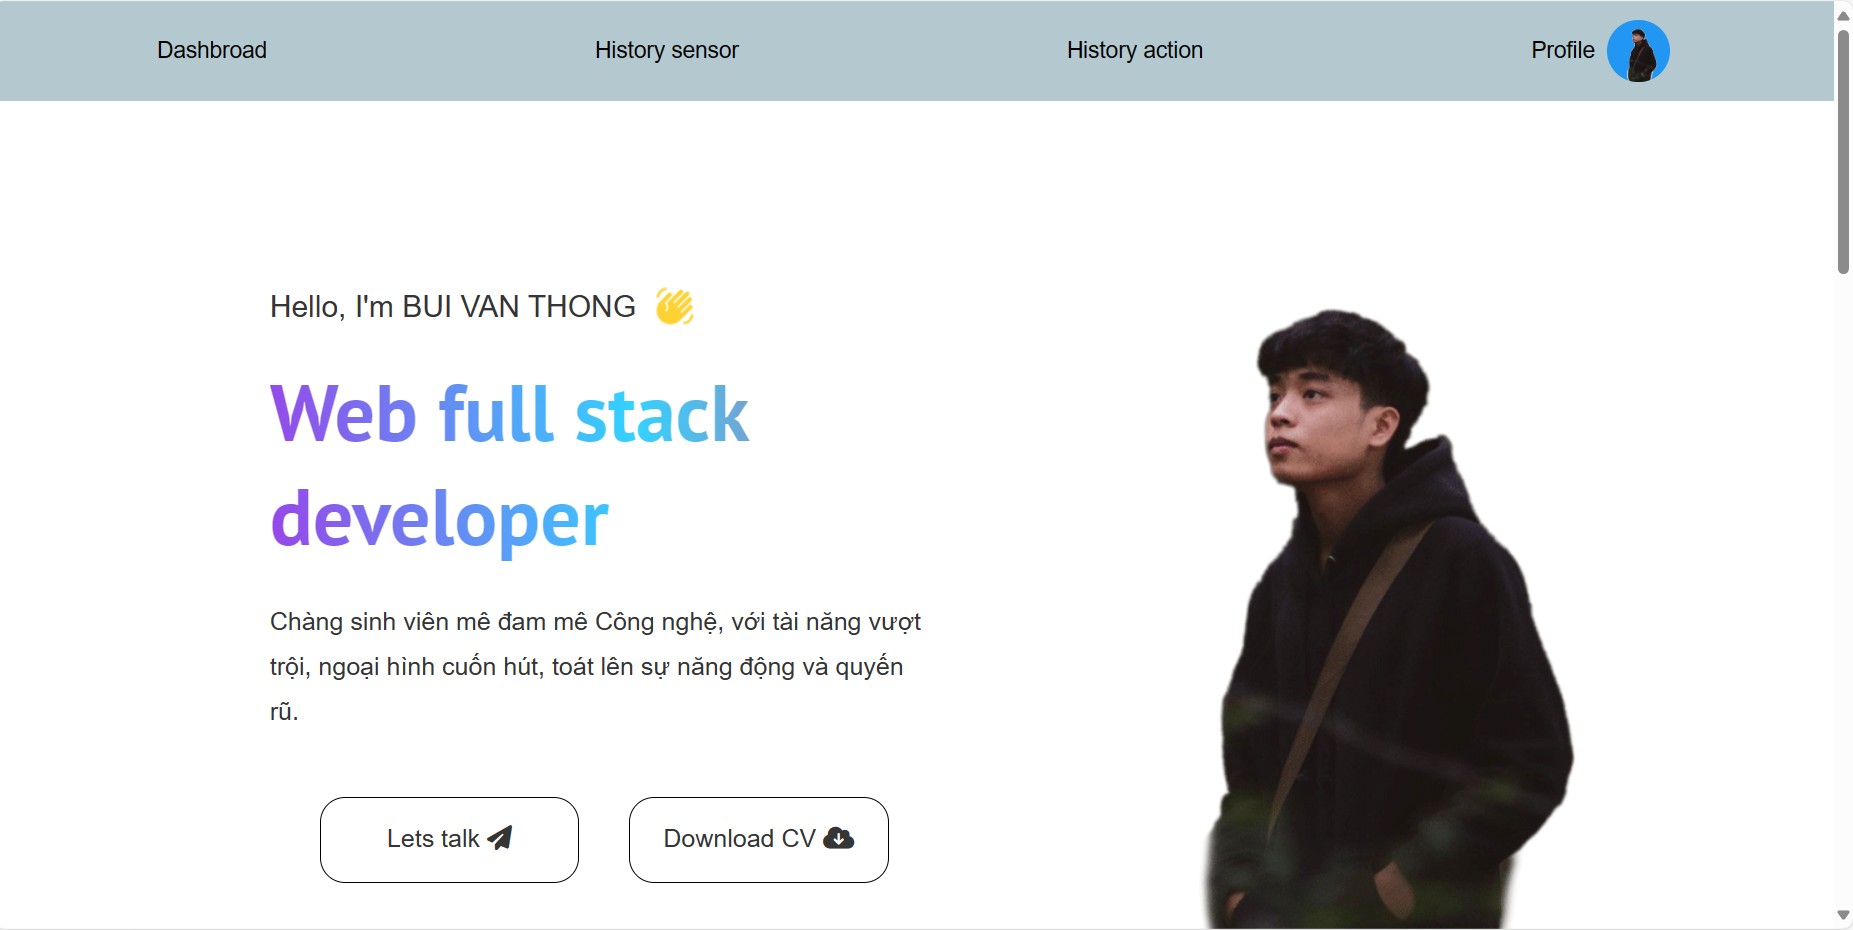 Dashbroad
History sensor
History action
Profile
Hello, I'm BUI VAN THONG 👋
Web full stack
developer
Chàng sinh viên mê đam mê Công nghệ, với tài năng vượt
trội, ngoại hình cuốn hút, toát lên sự năng động và quyến
rũ.
Lets talk
Download CV